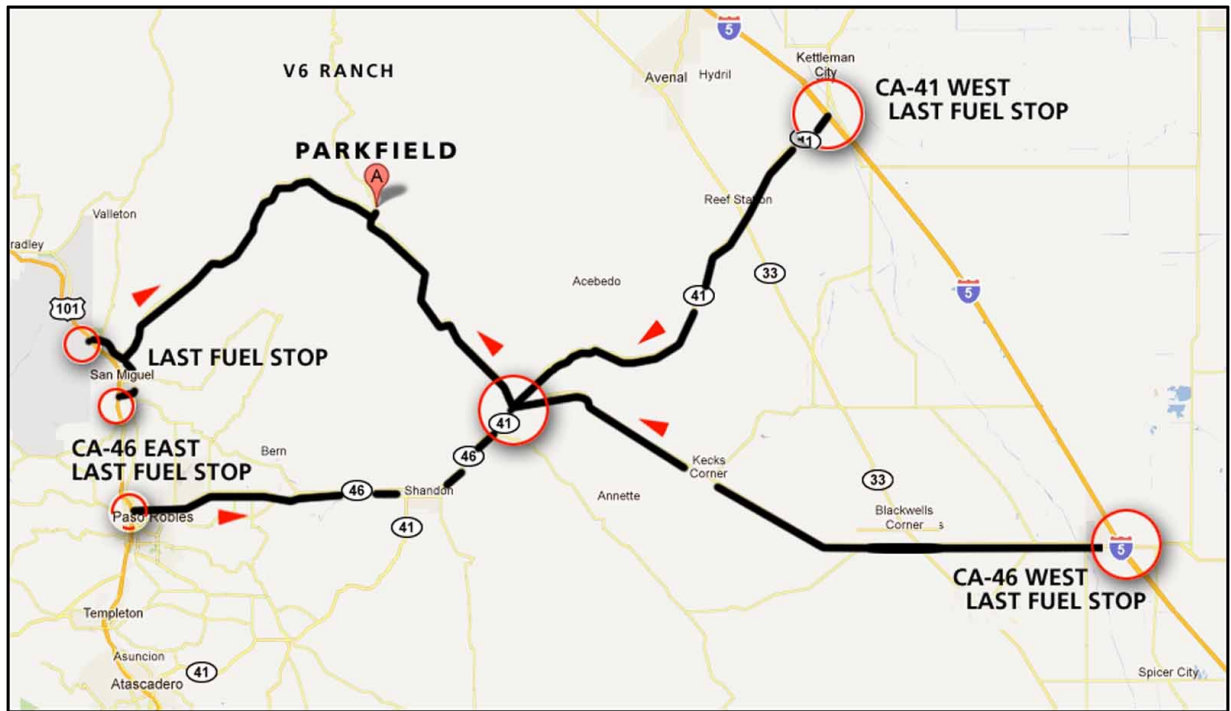 5
Kettleman
City
V6 RANCH
Avenal
Hydril
CA-41 WEST
LAST FUEL STOP
41
PARKFIELD
A
Reef Station
Valleton
radley
33
Acebedo
5
101
41
LAST FUEL STOP
San Miguel
41
CA-46 EAST
LAST FUEL STOP
Bern
46
Kecks
Corner
46
Shandon
Annette
33
Paso Robles
41
Blackwells
Corner
s
5
CA-46 WEST
LAST FUEL STOP
Templeton
Asuncion
41
Atascadero
Spicer City